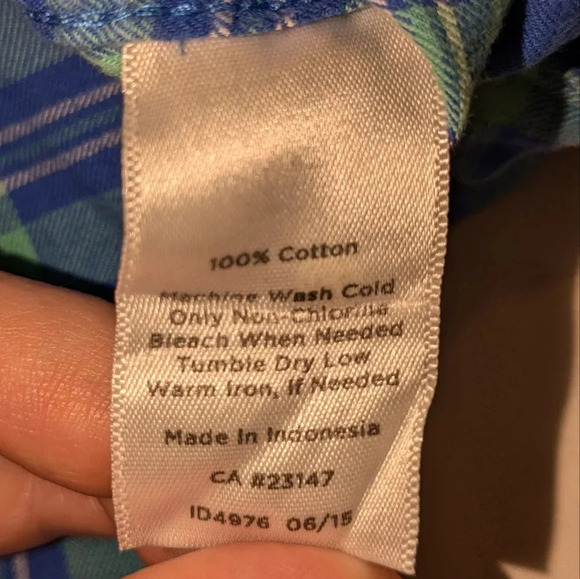 100% Cotton
Machine Wash Cold
Only Non-Chlorine
Bleach When Needed
Tumble Dry Low
Warm Iron, If Needed
Made In Indonesia
CA #23147
ID4976 06/15